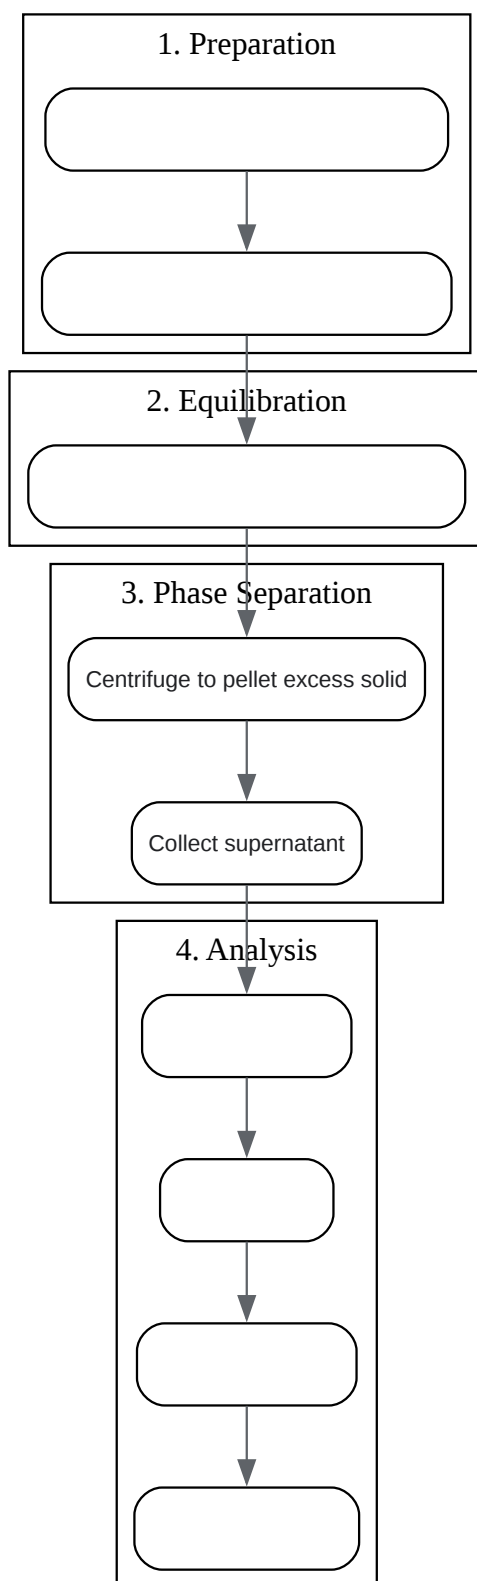 1. Preparation
2. Equilibration
3. Phase Separation
Centrifuge to pellet excess solid
Collect supernatant
4. Analysis